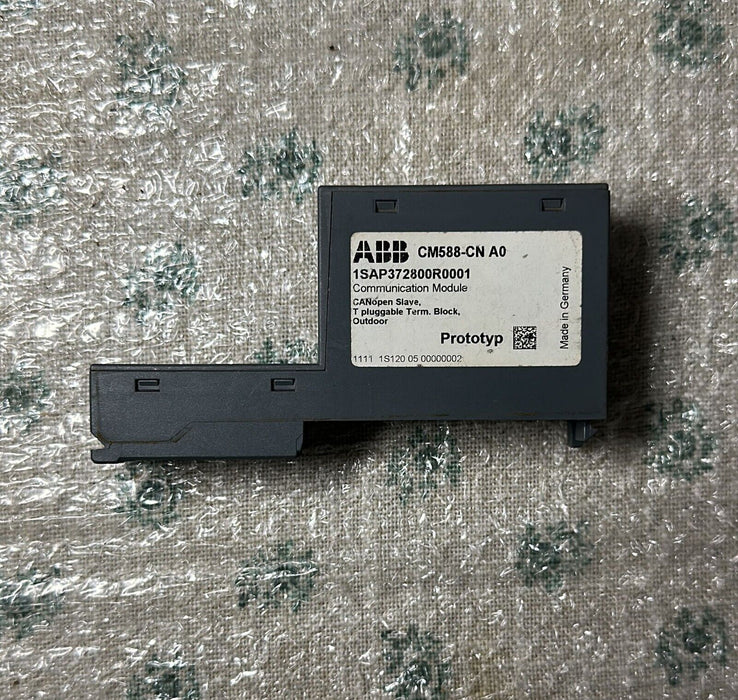 ABB CM588-CN A0
1SAP372800R0001
Communication Module
CANopen Slave,
T pluggable Term. Block,
Outdoor
Prototyp
1111 1S120 05 00000002
Made in Germany